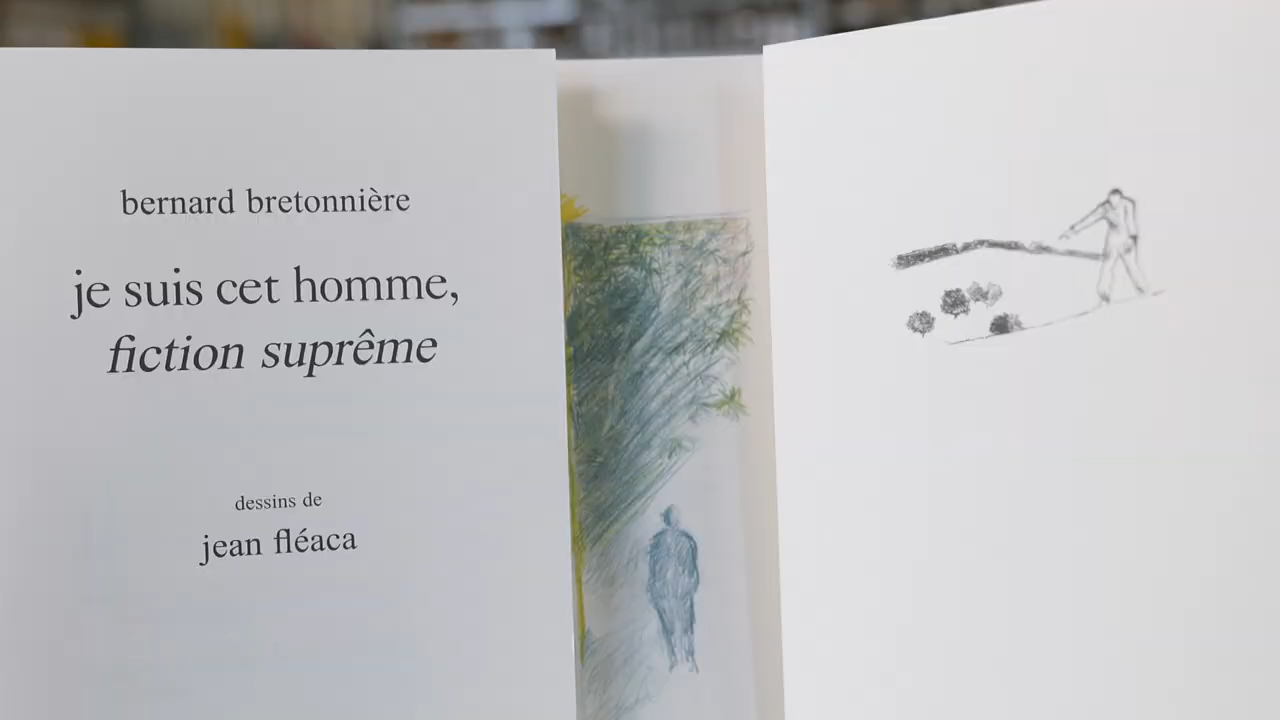 bernard bretonnière
je suis cet homme,
fiction suprême
dessins de
jean fléaca